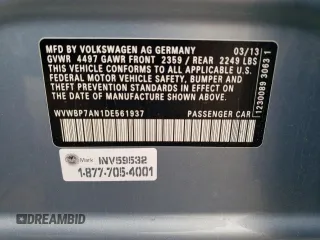 MFD BY VOLKSWAGEN AG GERMANY 03/13
GVWR 4497 GAWR FRONT 2359 / REAR 2249 LBS
THIS VEHICLE CONFORMS TO ALL APPLICABLE
FEDERAL MOTOR VEHICLE SAFETY, BUMPER, AND
THEFT PREVENTION STANDARDS IN EFFECT ON THE
DATE OF MANUFACTURE SHOWN ABOVE.
WVWBP7AN1DE561937 PASSENGER CAR
1230089 3063 1
INV59532
1-877-705-4001
DREAMBID